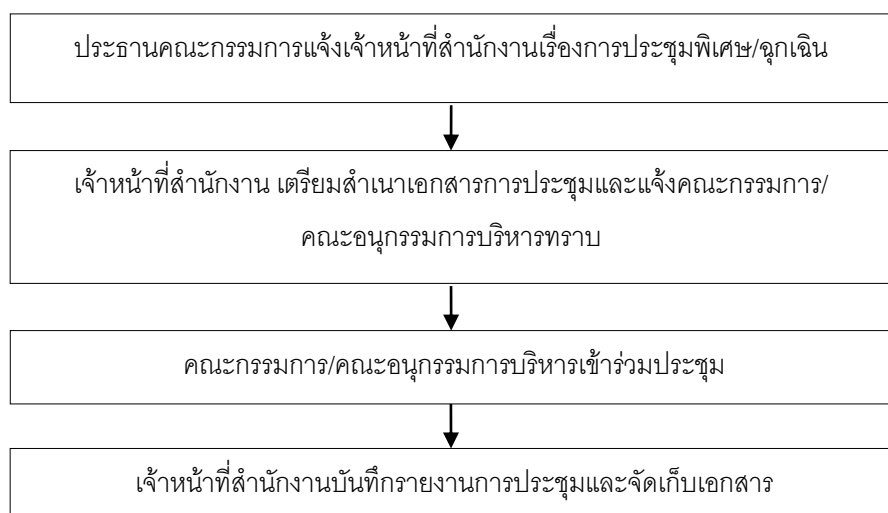 ประธานคณะกรรมการแจ้งเจ้าหน้าที่สำนักงานเรื่องการประชุมพิเศษ/ฉุกเฉิน
เจ้าหน้าที่สำนักงาน เตรียมสำเนาเอกสารการประชุมและแจ้งคณะกรรมการ/
คณะอนุกรรมการบริหารทราบ
คณะกรรมการ/คณะอนุกรรมการบริหารเข้าร่วมประชุม
เจ้าหน้าที่สำนักงานบันทึกรายงานการประชุมและจัดเก็บเอกสาร